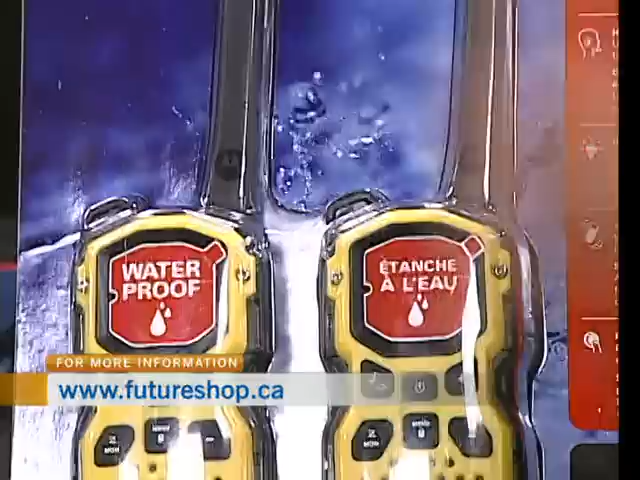 WATER
PROOF
ÉTANCHE
À L'EAU
FOR MORE INFORMATION
www.futureshop.ca